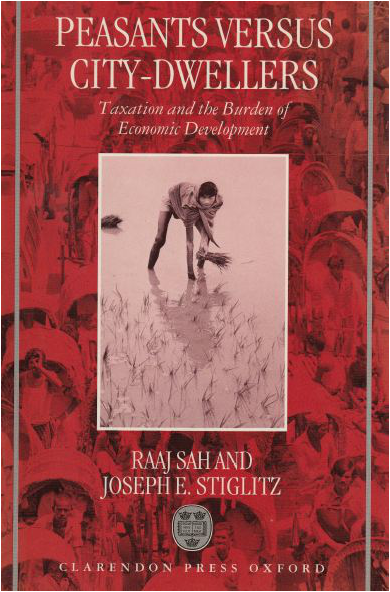 PEASANTS VERSUS
CITY-DWELLERS
Taxation and the Burden of
Economic Development
RAAJ SAH AND
JOSEPH E. STIGLITZ
CLARENDON PRESS OXFORD